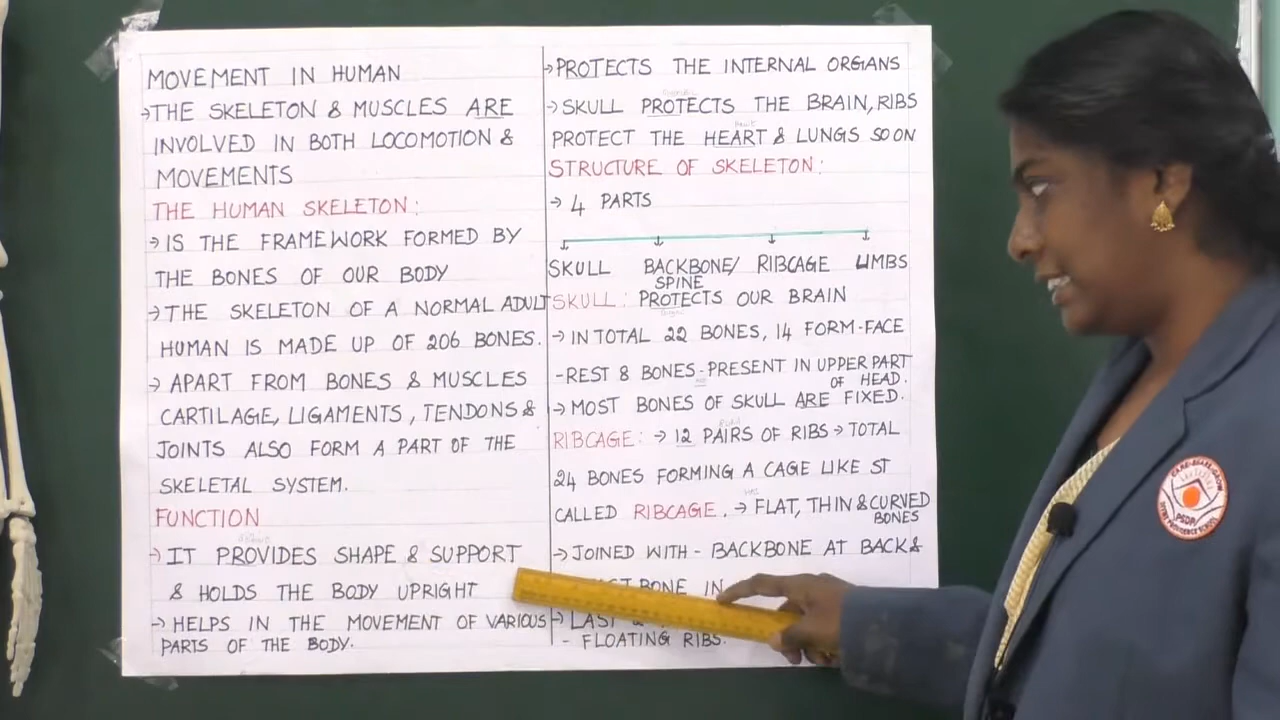 MOVEMENT IN HUMAN
→THE SKELETON & MUSCLES ARE
INVOLVED IN BOTH LOCOMOTION &
MOVEMENTS
THE HUMAN SKELETON:
→IS THE FRAMEWORK FORMED BY
THE BONES OF OUR BODY
→THE SKELETON OF A NORMAL ADULT
HUMAN IS MADE UP OF 206 BONES.
→ APART FROM BONES & MUSCLES
CARTILAGE, LIGAMENTS, TENDONS &
JOINTS ALSO FORM A PART OF THE
SKELETAL SYSTEM.
FUNCTION
→IT PROVIDES SHAPE & SUPPORT
& HOLDS THE BODY UPRIGHT
→ HELPS IN THE MOVEMENT OF VARIOUS
PARTS OF THE BODY.
→PROTECTS THE INTERNAL ORGANS
→SKULL PROTECTS THE BRAIN, RIBS
PROTECT THE HEART & LUNGS SO ON
STRUCTURE OF SKELETON:
→ 4 PARTS
SKULL BACKBONE/ RIBCAGE LIMBS
SPINE
SKULL: PROTECTS OUR BRAIN
→IN TOTAL 22 BONES, 14 FORM-FACE
-REST 8 BONES-PRESENT IN UPPER PART
OF HEAD.
→ MOST BONES OF SKULL ARE FIXED.
RIBCAGE: → 12 PAIRS OF RIBS → TOTAL
24 BONES FORMING A CAGE LIKE ST
CALLED RIBCAGE. → FLAT, THIN & CURVED
BONES
→JOINED WITH - BACKBONE AT BACK &
BONE IN
→ LAST
- FLOATING RIBS.
PSDP